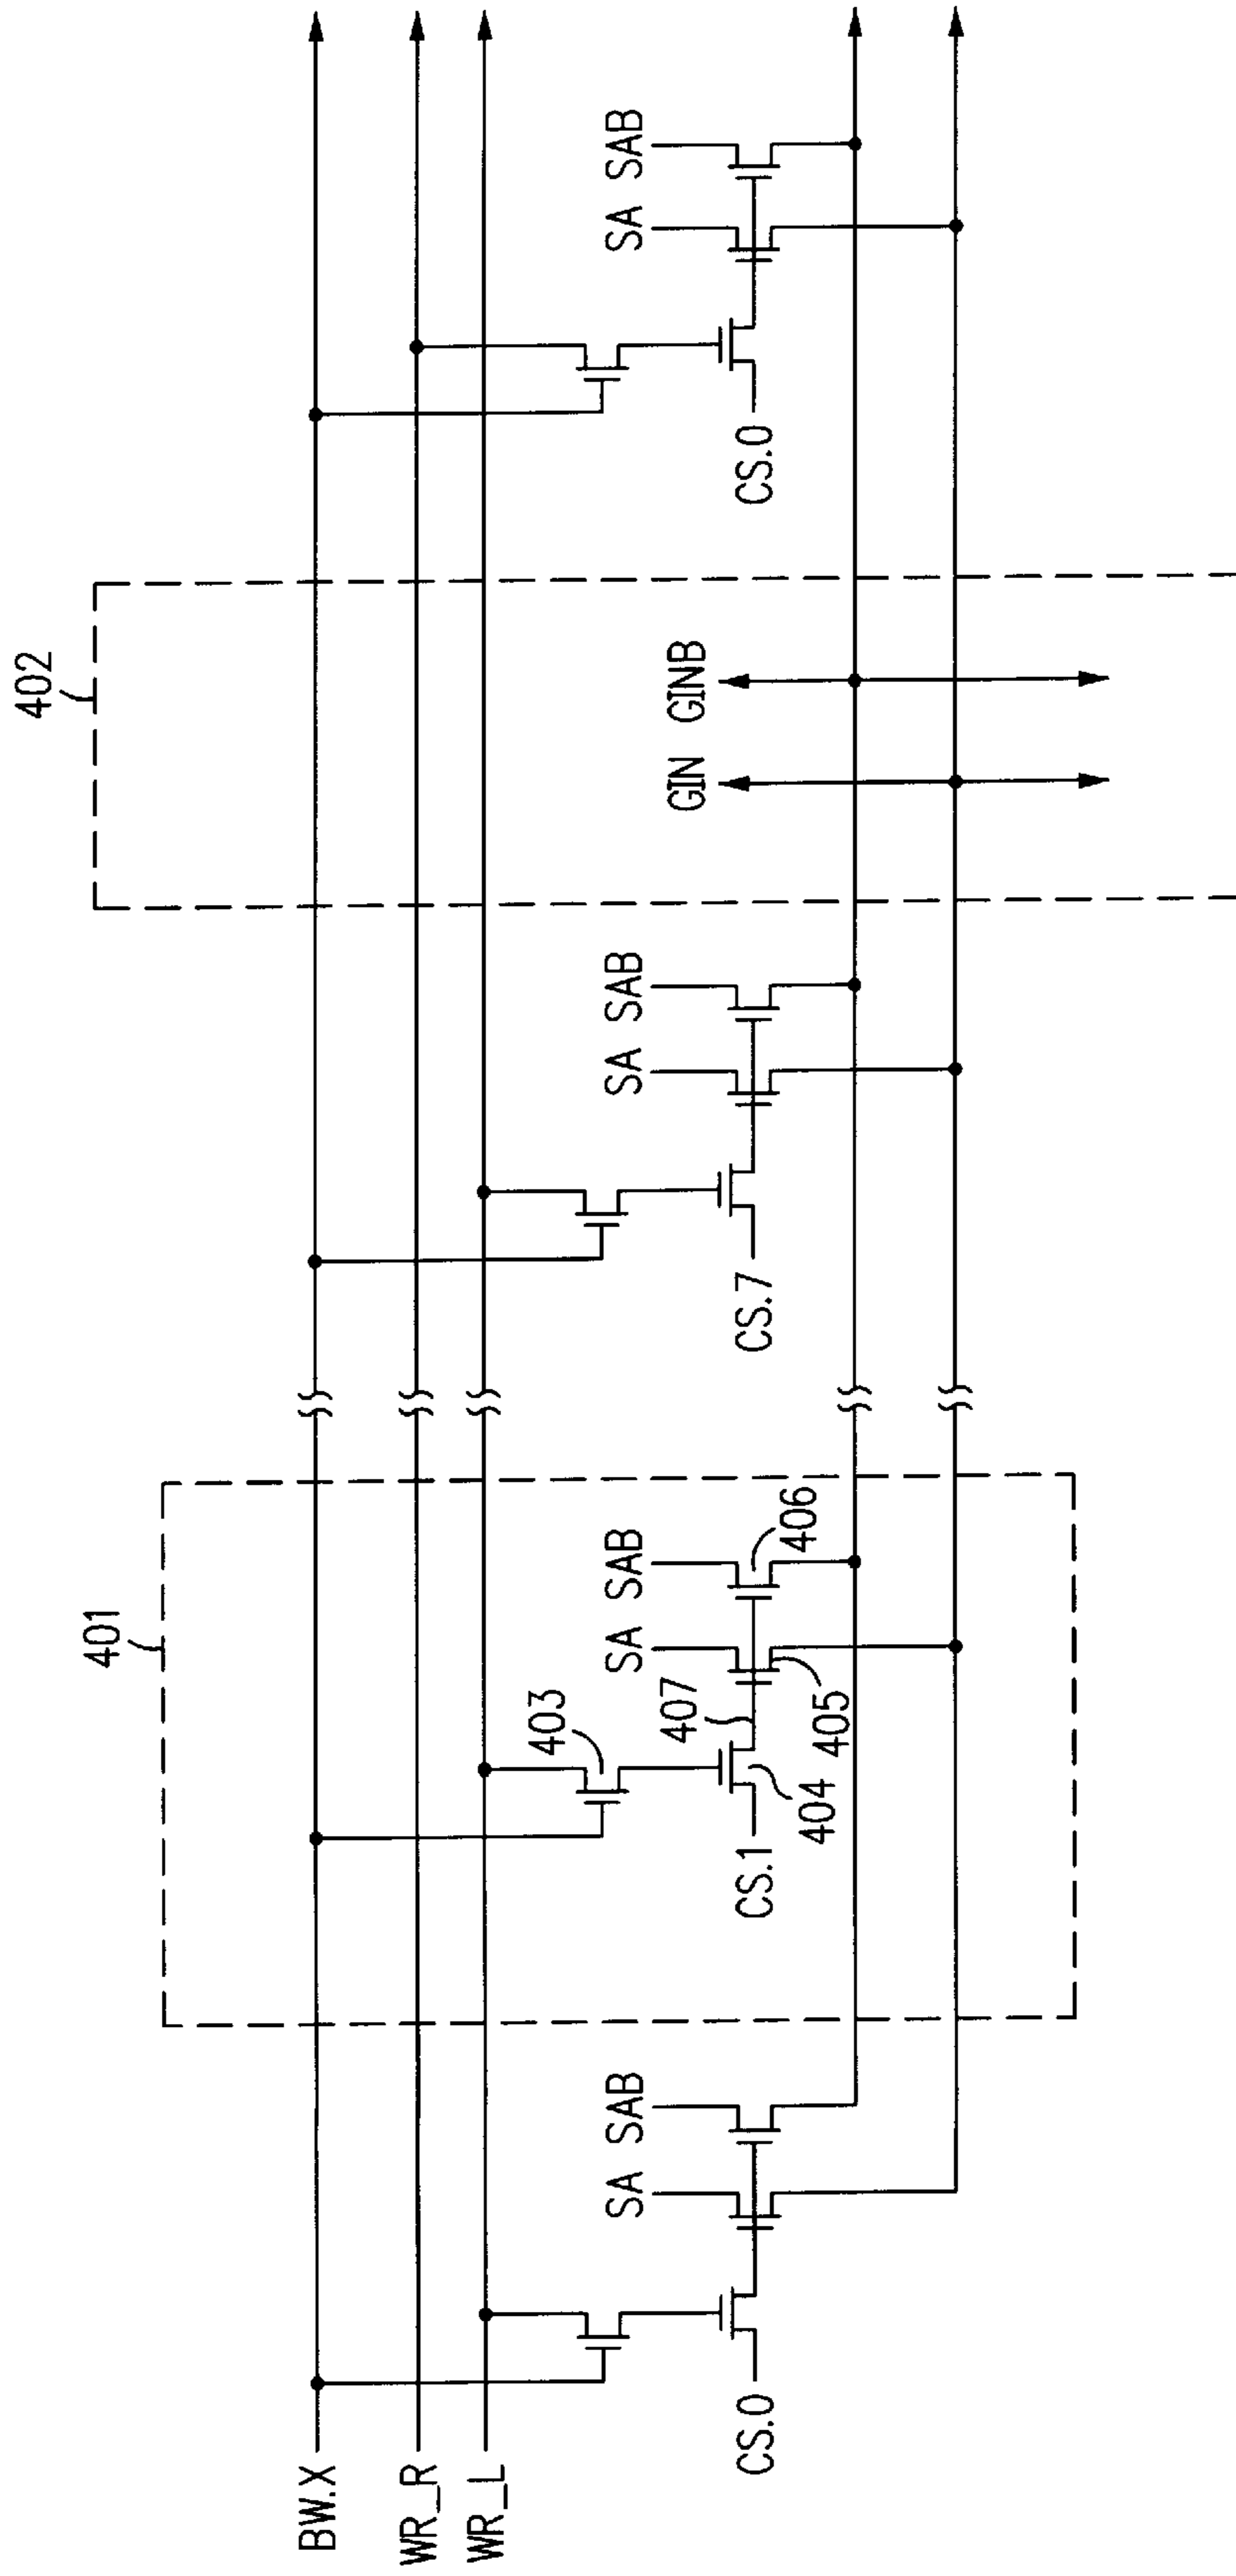 BW.X
WR_R
WR_L
CS.0
SA SAB
401
403
CS.1
404
407
405
SA SAB
406
CS.7
SA SAB
402
GIN GINB
CS.0
SA SAB